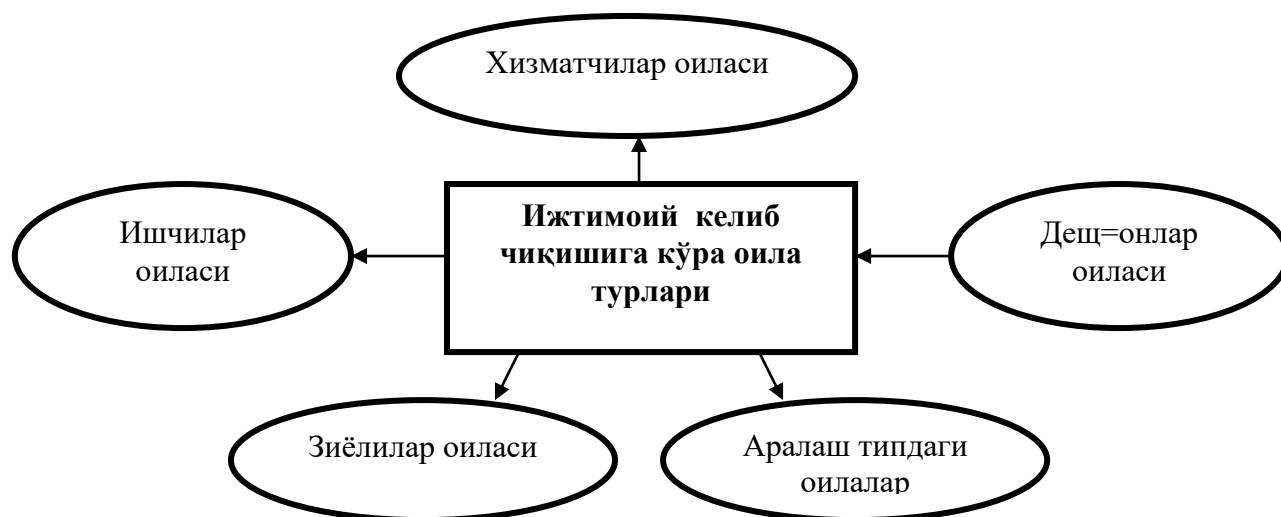 Хизматчилар оиласи
Ишчилар
оиласи
Ижтимоий келиб
чиқишига кўра оила
турлари
Дещ=онлар
оиласи
Зиёлилар оиласи
Аралаш типдаги
оилалар